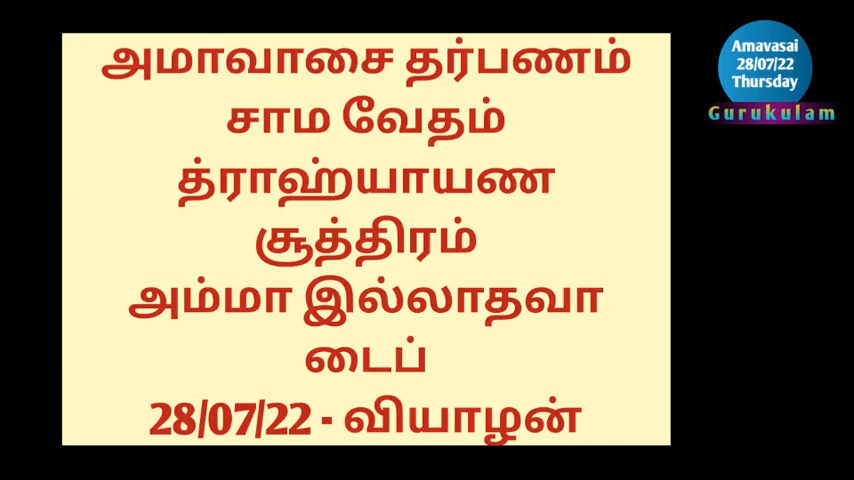 அமாவாசை தர்பணம்
சாம வேதம்
த்ராஹ்யாயண
சூத்திரம்
அம்மா இல்லாதவா
டைப்
28/07/22 - வியாழன்
Amavasai
28/07/22
Thursday
Gurukulam